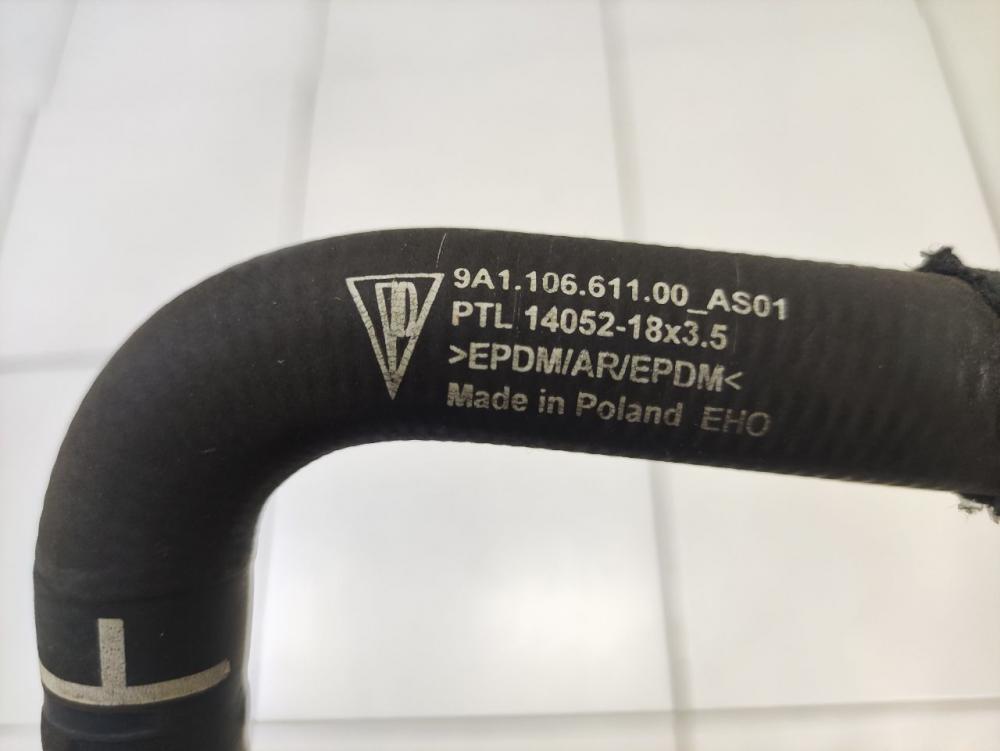 9A1.106.611.00_AS01
PTL 14052-18x3.5
>EPDM/AR/EPDM<
Made in Poland EHO